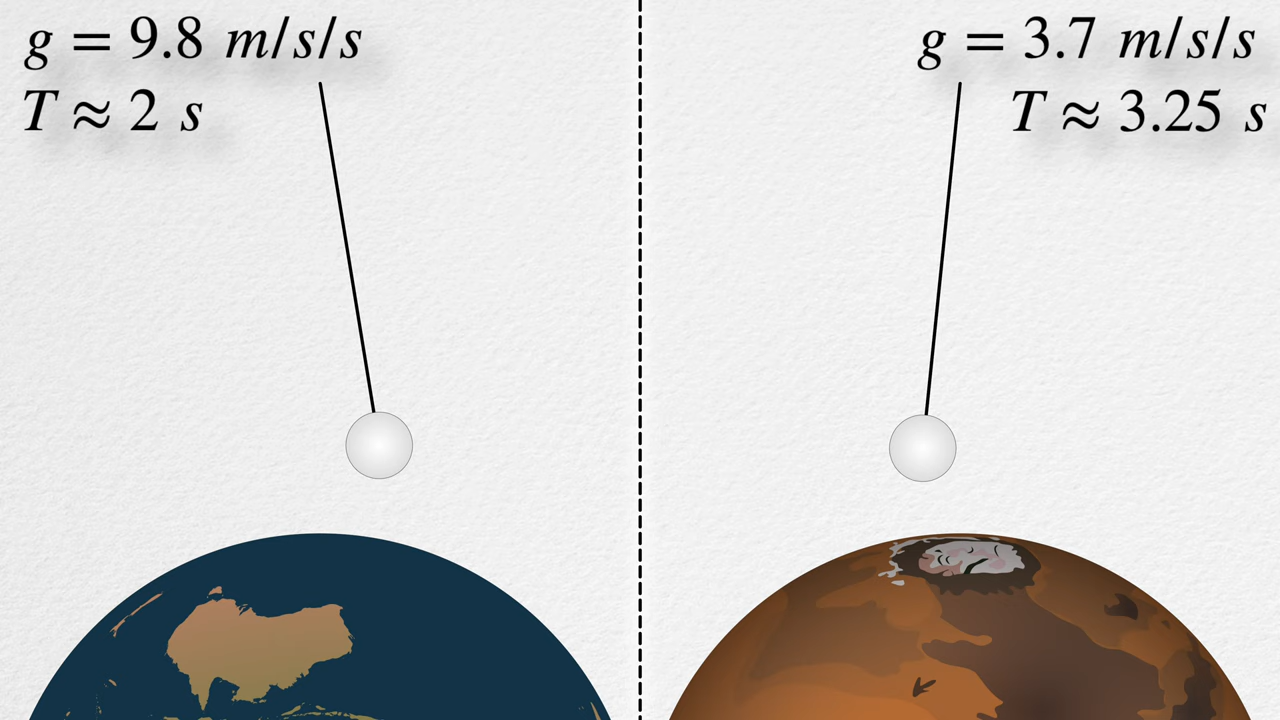 g = 9.8 m/s/s
T ≈ 2 s
g = 3.7 m/s/s
T ≈ 3.25 s